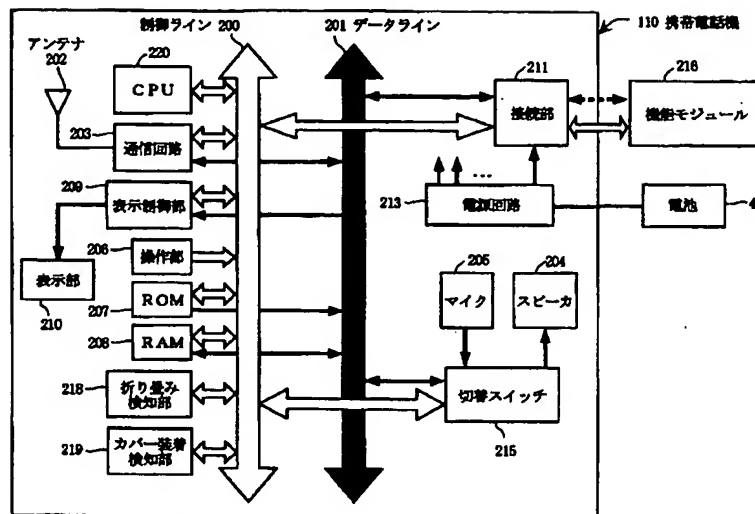 制御ライン 200
201 データライン
110 携帯電話機
アンテナ
202
220
CPU
203
通信回路
209
表示制御部
206
操作部
表示部
210
ROM
207
RAM
208
218
折り畳み
検知部
219
カバー装着
検知部
211
接続部
216
機能モジュール
...
213
電源回路
電池
4
205
マイク
204
スピーカ
切替スイッチ
215